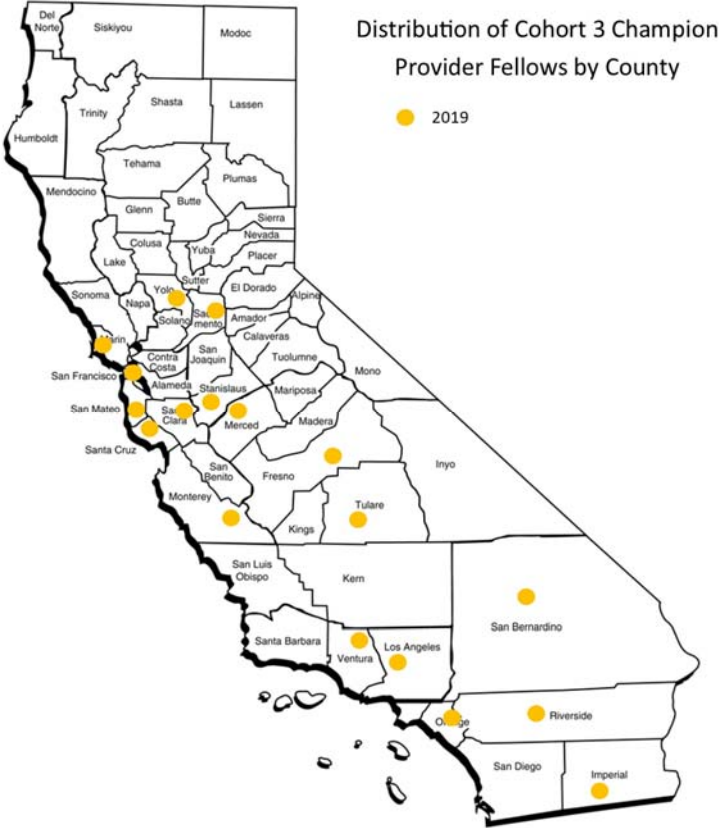 Distribution of Cohort 3 Champion
Provider Fellows by County
2019
Del
Norte
Siskiyou
Modoc
Humboldt
Trinity
Shasta
Lassen
Tehama
Plumas
Mendocino
Glenn
Butte
Sierra
Nevada
Colusa
Yuba
Placer
Lake
Sutter
Yolo
El Dorado
Alpine
Sonoma
Napa
Solano
mento
Amador
Calaveras
San
Joaquin
Tuolumne
Contra
Costa
Mono
San Francisco
Alameda
Stanislaus
Mariposa
San Mateo
Clara
Merced
Madera
Santa Cruz
San
Benito
Fresno
Inyo
Monterey
Tulare
Kings
San Luis
Obispo
Kern
San Bernardino
Santa Barbara
Ventura
Los Angeles
Riverside
San Diego
Imperial